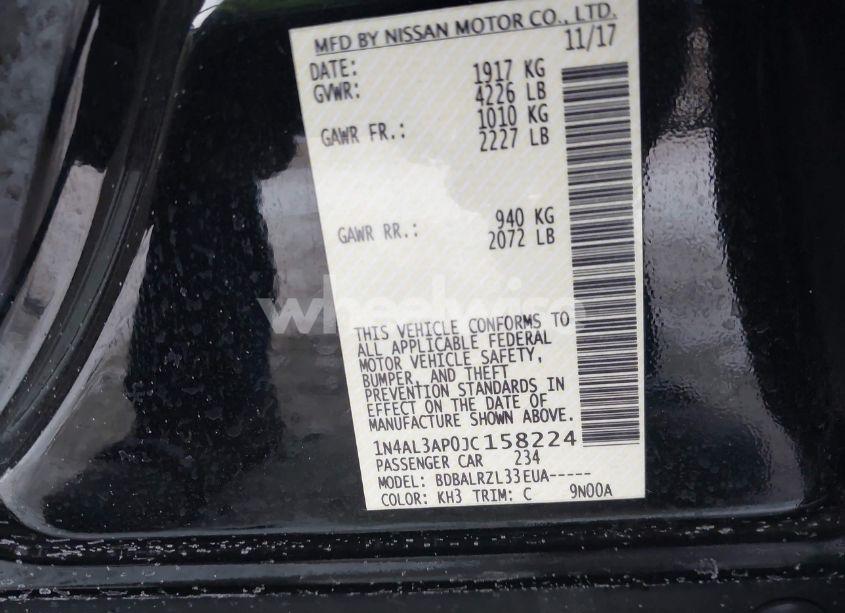 MFD BY NISSAN MOTOR CO., LTD.
DATE: 11/17
GVWR: 1917 KG
4226 LB
GAWR FR.: 1010 KG
2227 LB
GAWR RR.: 940 KG
2072 LB
wheelwise
THIS VEHICLE CONFORMS TO
ALL APPLICABLE FEDERAL
MOTOR VEHICLE SAFETY,
BUMPER, AND THEFT
PREVENTION STANDARDS IN
EFFECT ON THE DATE OF
MANUFACTURE SHOWN ABOVE.
1N4AL3AP0JC158224
PASSENGER CAR 234
MODEL: BDBALRZL33EUA-----
COLOR: KH3 TRIM: C 9N00A